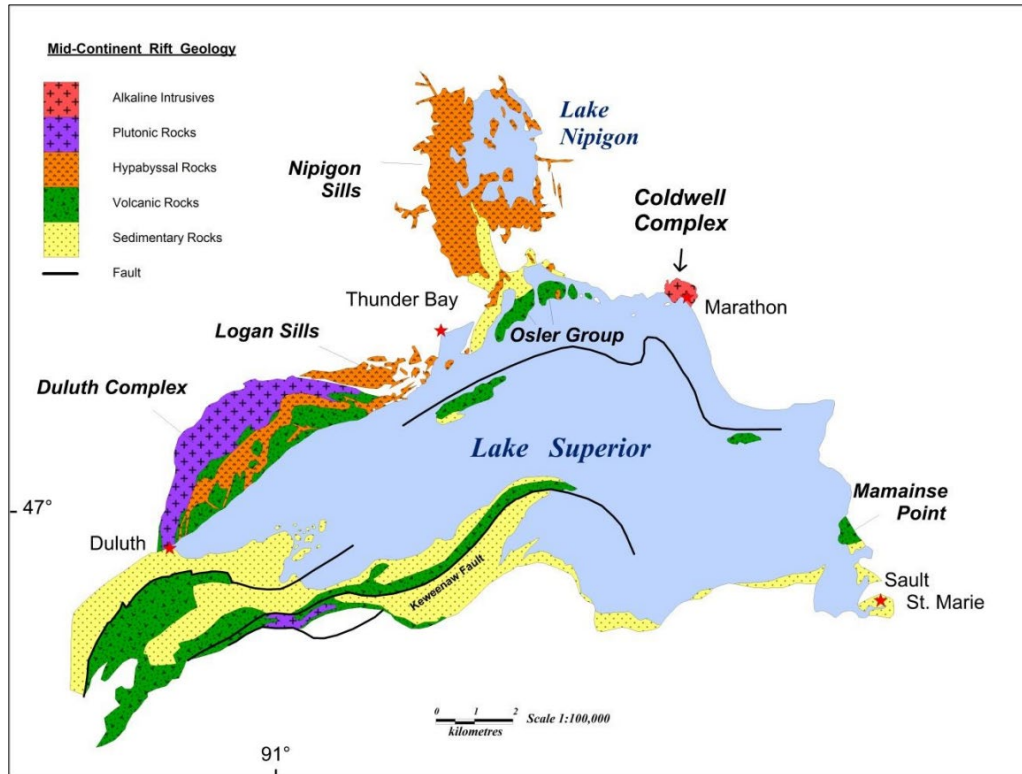 Mid-Continent Rift Geology
Alkaline Intrusives
Plutonic Rocks
Hypabyssal Rocks
Volcanic Rocks
Sedimentary Rocks
Fault
Lake
Nipigon
Nipigon
Sills
Coldwell
Complex
Thunder Bay
Marathon
Logan Sills
Osler Group
Duluth Complex
Lake Superior
47°
Mamainse
Point
Duluth
Keweenaw Fault
Sault
St. Marie
0 1 2
Scale 1:100,000
kilometres
91°